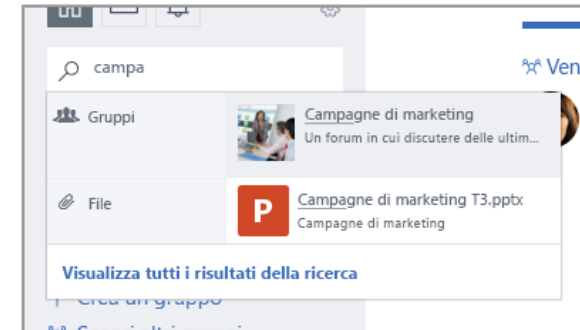 campa
Ven
Gruppi
Campagne di marketing
Un forum in cui discutere delle ultim...
File
P
Campagne di marketing T3.pptx
Campagne di marketing
Visualizza tutti i risultati della ricerca
Crea un gruppo